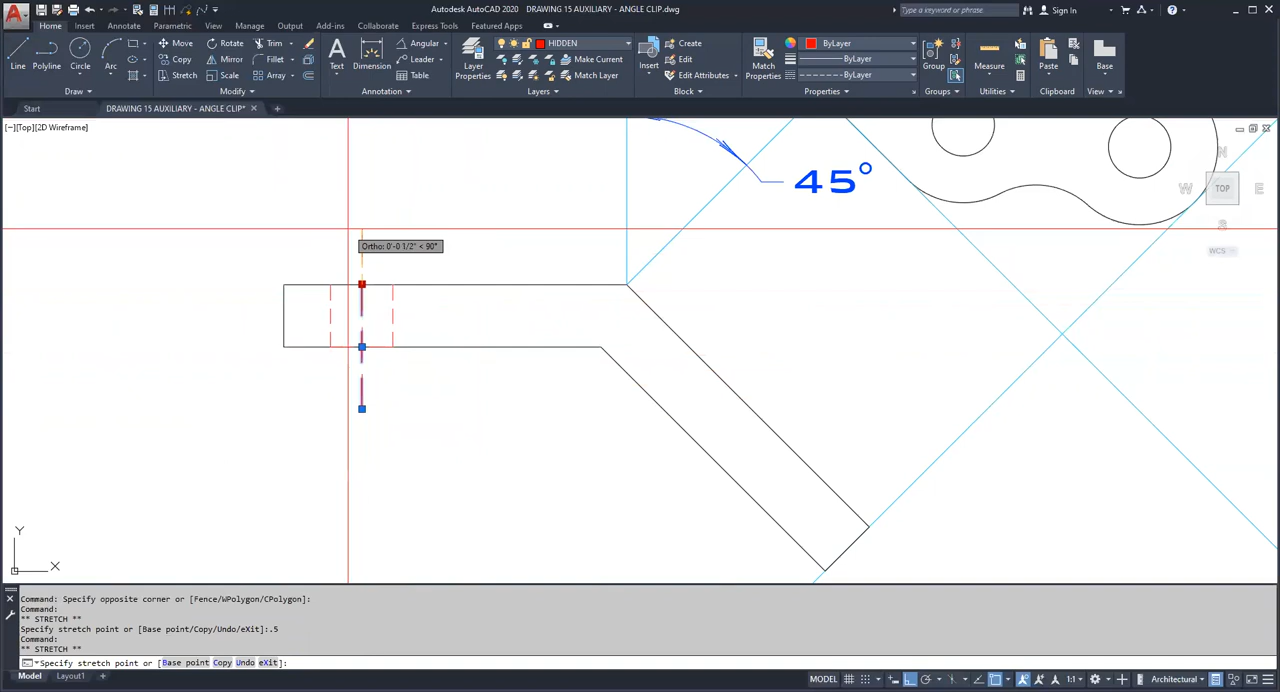 Autodesk AutoCAD 2020 DRAWING 15 AUXILIARY - ANGLE CLIP.dwg
Type a keyword or phrase
Sign In
Home Insert Annotate Parametric View Manage Output Add-ins Collaborate Express Tools Featured Apps
Line Polyline Circle Arc
Move Rotate Trim
Copy Mirror Fillet
Stretch Scale Array
Text Dimension
Angular
Leader
Table
Layer Properties
HIDDEN
Make Current
Match Layer
Insert
Create
Edit
Edit Attributes
Match Properties
ByLayer
ByLayer
ByLayer
Group
Measure
Paste
Base
Draw Modify Annotation Layers Block Properties Groups Utilities Clipboard View
Start DRAWING 15 AUXILIARY - ANGLE CLIP*
[−][Top][2D Wireframe]
45°
N
W TOP E
S
WCS
Ortho: 0'-0 1/2" < 90°
Y
X
Command: Specify opposite corner or [Fence/WPolygon/CPolygon]:
Command:
** STRETCH **
Specify stretch point or [Base point/Copy/Undo/eXit]:.5
Command:
** STRETCH **
Specify stretch point or [Base point Copy Undo eXit]:
Model Layout1
MODEL 1:1 Architectural